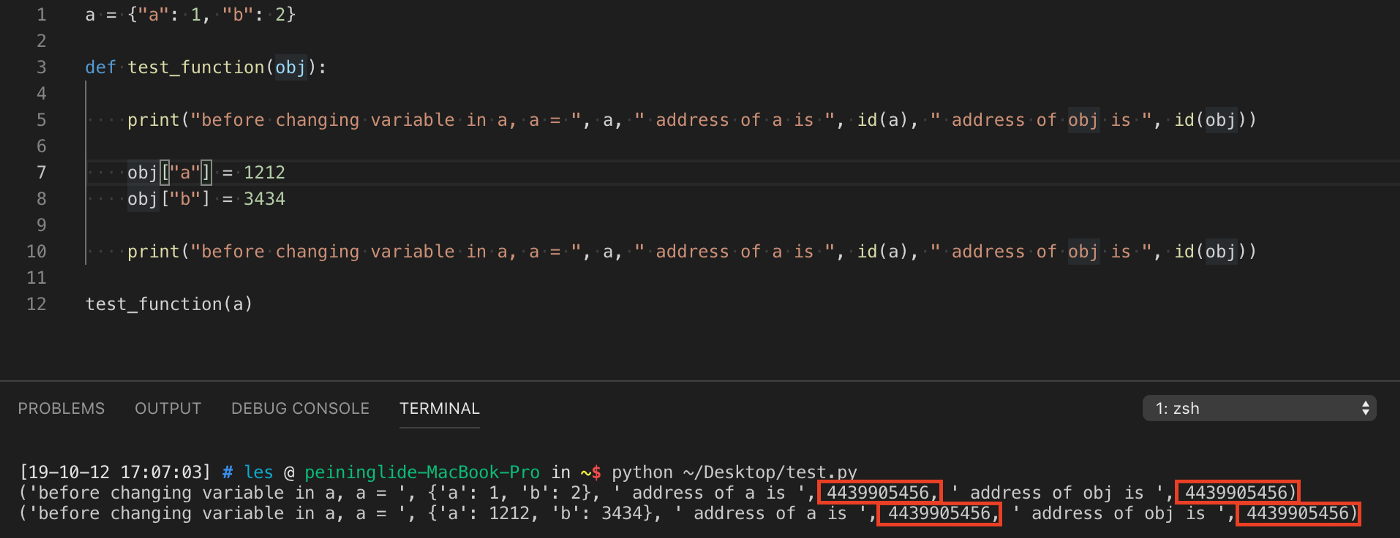 1 a = {"a": 1, "b": 2}
2
3 def test_function(obj):
4
5 print("before changing variable in a, a = ", a, " address of a is ", id(a), " address of obj is ", id(obj))
6
7 obj["a"] = 1212
8 obj["b"] = 3434
9
10 print("before changing variable in a, a = ", a, " address of a is ", id(a), " address of obj is ", id(obj))
11
12 test_function(a)
PROBLEMS OUTPUT DEBUG CONSOLE TERMINAL 1: zsh
[19-10-12 17:07:03] # les @ peininglide-MacBook-Pro in ~$ python ~/Desktop/test.py
('before changing variable in a, a = ', {'a': 1, 'b': 2}, ' address of a is ', 4439905456, ' address of obj is ', 4439905456)
('before changing variable in a, a = ', {'a': 1212, 'b': 3434}, ' address of a is ', 4439905456, ' address of obj is ', 4439905456)